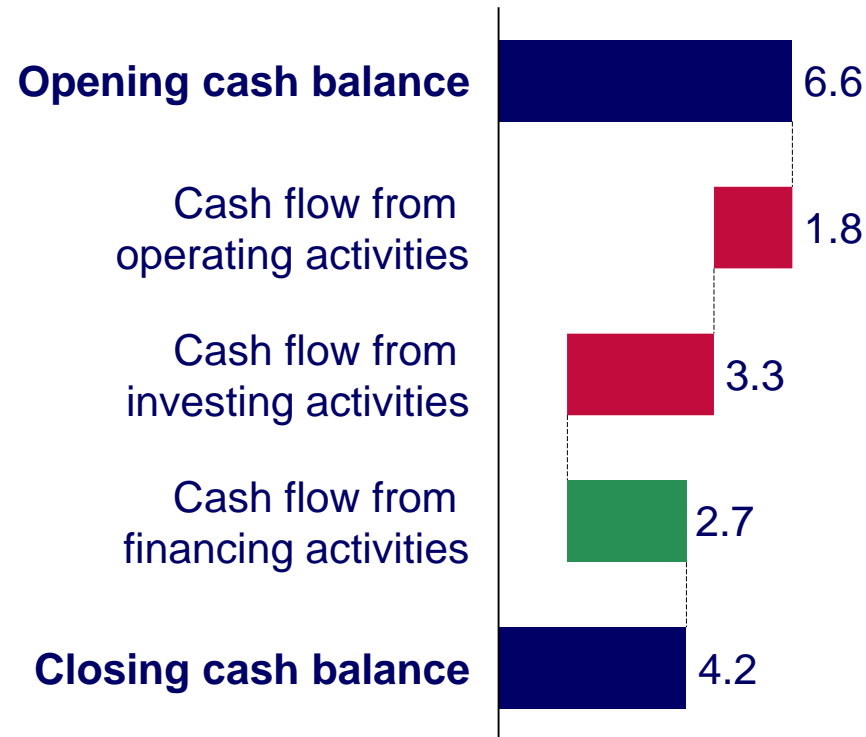 Opening cash balance 6.6
Cash flow from
operating activities 1.8
Cash flow from
investing activities 3.3
Cash flow from
financing activities 2.7
Closing cash balance 4.2